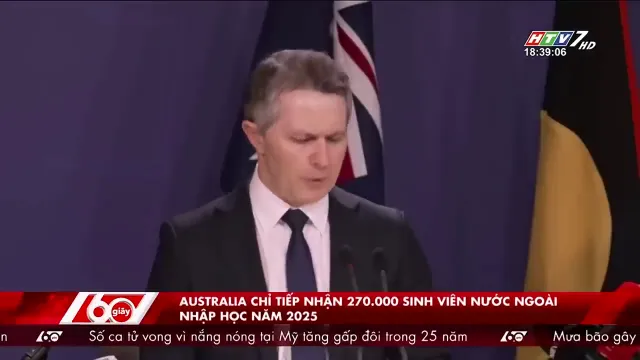 HTV7 HD
18:39:06
60 giây
AUSTRALIA CHỈ TIẾP NHẬN 270.000 SINH VIÊN NƯỚC NGOÀI
NHẬP HỌC NĂM 2025
60 Số ca tử vong vì nắng nóng tại Mỹ tăng gấp đôi trong 25 năm 60 Mưa bão gây